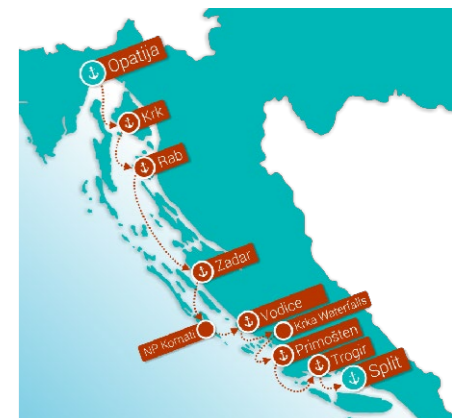 Opatija
Krk
Rab
Zadar
NP Kornati
Vodice
Krka Waterfalls
Primošten
Trogir
Split